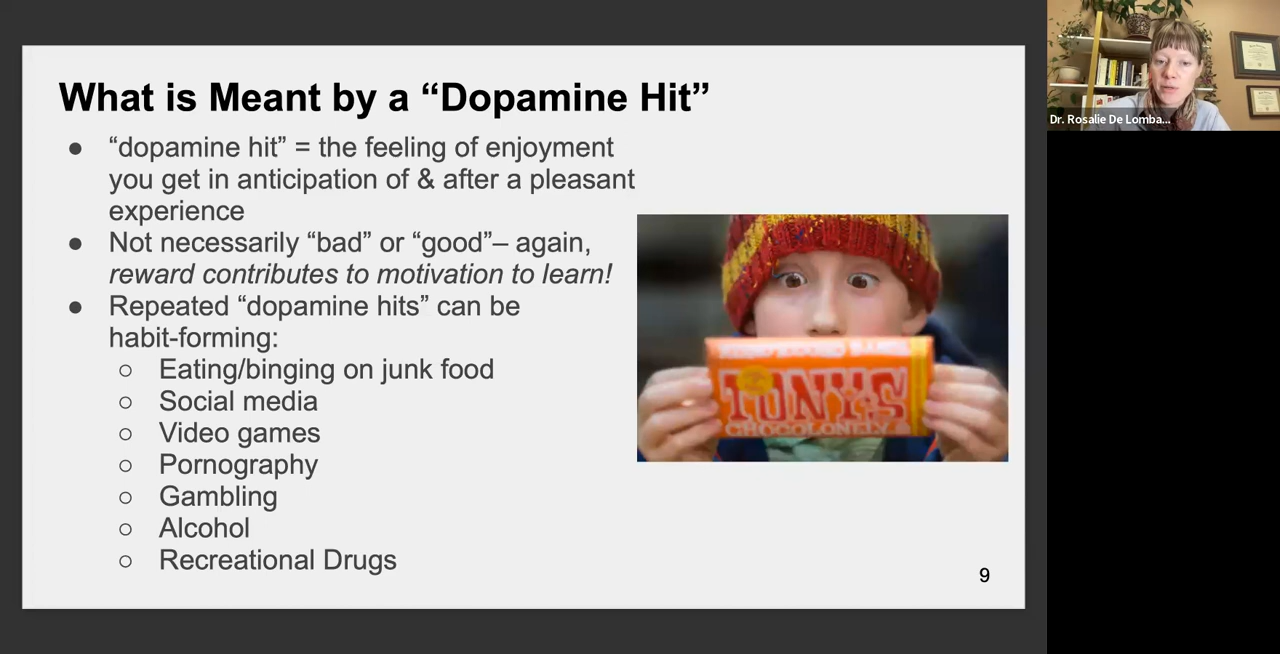 What is Meant by a “Dopamine Hit”
● “dopamine hit” = the feeling of enjoyment
you get in anticipation of & after a pleasant
experience
● Not necessarily “bad” or “good”– again,
reward contributes to motivation to learn!
● Repeated “dopamine hits” can be
habit-forming:
○ Eating/binging on junk food
○ Social media
○ Video games
○ Pornography
○ Gambling
○ Alcohol
○ Recreational Drugs
TONY'S
CHOCOLONELY
9
Dr. Rosalie De Lomba...